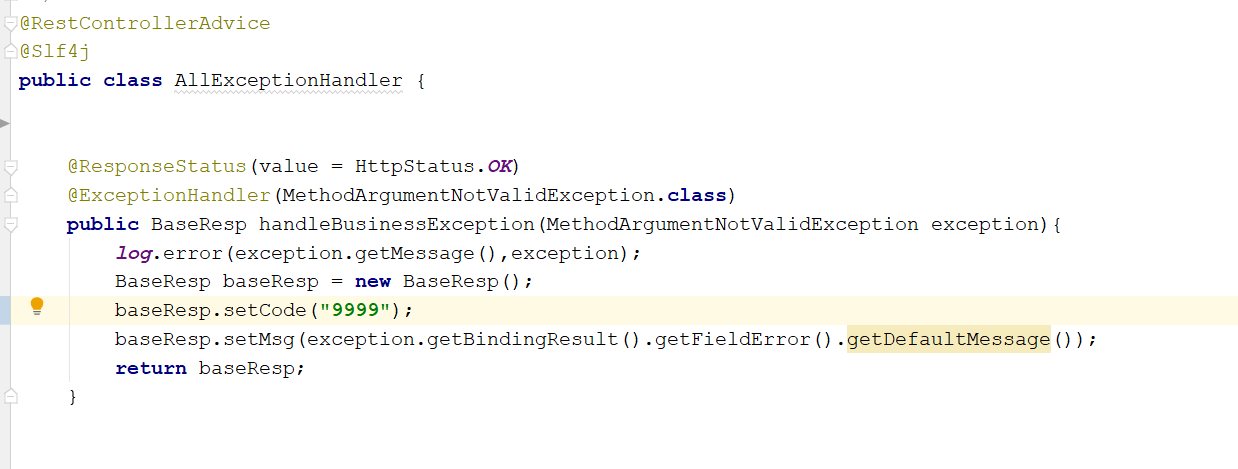 @RestControllerAdvice
@Slf4j
public class AllExceptionHandler {
@ResponseStatus(value = HttpStatus.OK)
@ExceptionHandler(MethodArgumentNotValidException.class)
public BaseResp handleBusinessException(MethodArgumentNotValidException exception){
log.error(exception.getMessage(),exception);
BaseResp baseResp = new BaseResp();
baseResp.setCode("9999");
baseResp.setMsg(exception.getBindingResult().getFieldError().getDefaultMessage());
return baseResp;
}